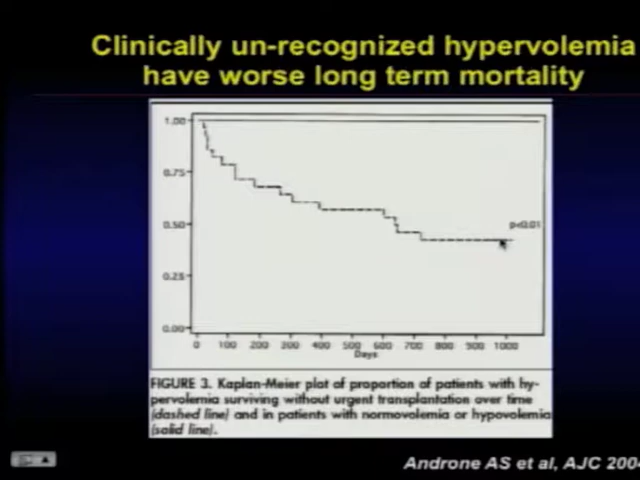 Clinically un-recognized hypervolemia
have worse long term mortality
1.00
0.75
0.50
p<0.01
0.25
0.00
0 100 200 300 400 500 600 700 800 900 1000
Days
FIGURE 3. Kaplan-Meier plot of proportion of patients with hy-
pervolemia surviving without urgent transplantation over time
(dashed line) and in patients with normovolemia or hypovolemia
(solid line).
Androne AS et al, AJC 2004